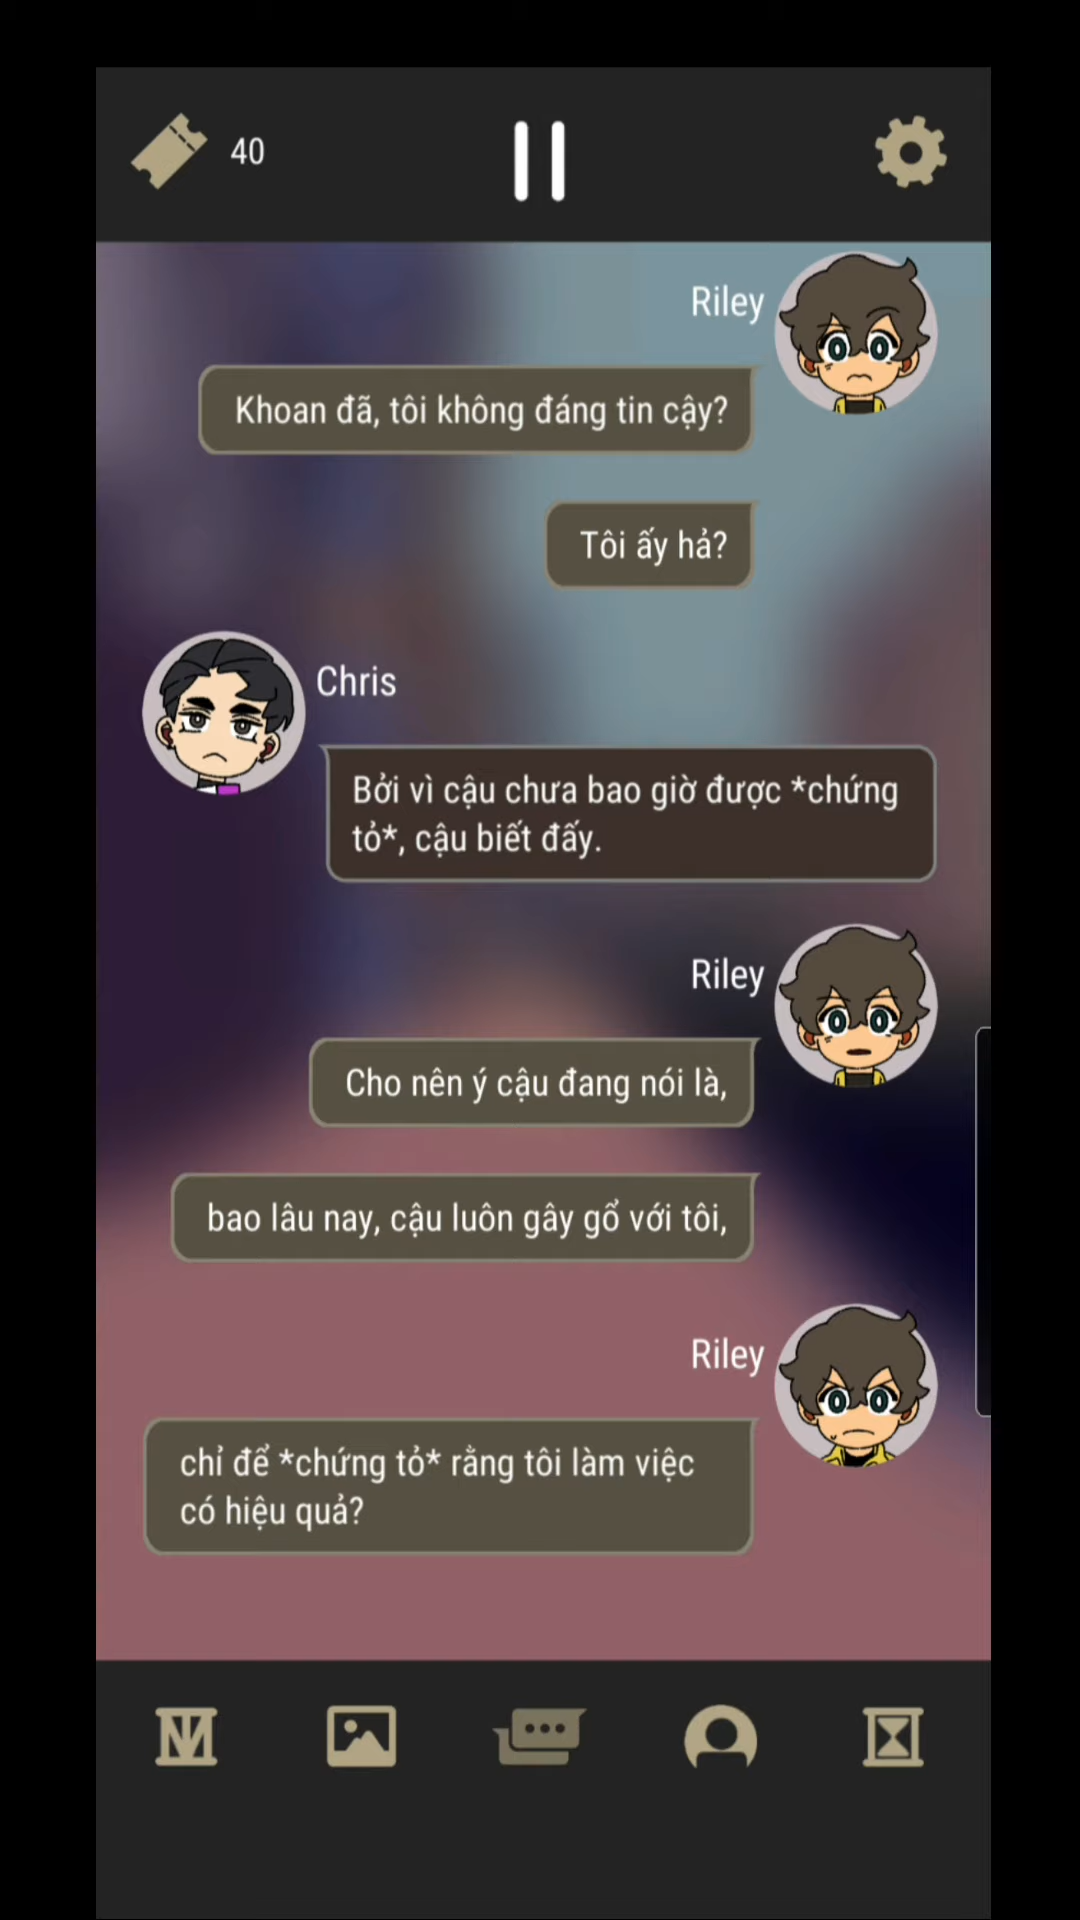 40
Riley
Khoan đã, tôi không đáng tin cậy?
Tôi ấy hả?
Chris
Bởi vì cậu chưa bao giờ được *chứng
tỏ*, cậu biết đấy.
Riley
Cho nên ý cậu đang nói là,
bao lâu nay, cậu luôn gây gổ với tôi,
Riley
chỉ để *chứng tỏ* rằng tôi làm việc
có hiệu quả?